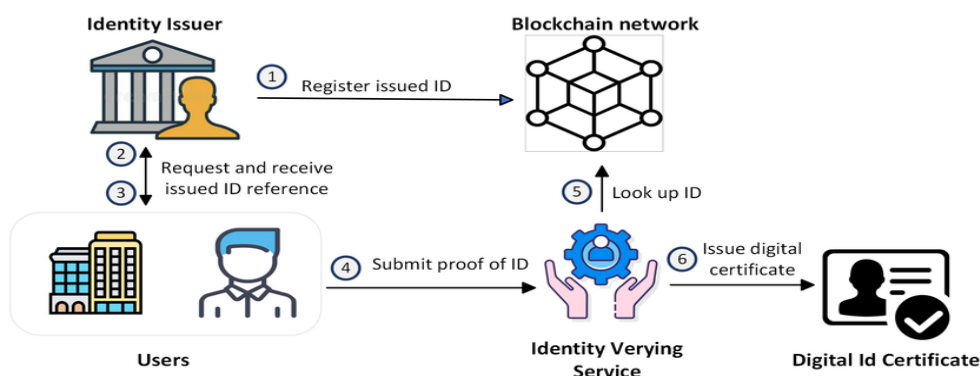 Identity Issuer
Blockchain network
1
Register issued ID
2
3
Request and receive
issued ID reference
5
Look up ID
4
Submit proof of ID
6
Issue digital
certificate
Users
Identity Verying
Service
Digital Id Certificate